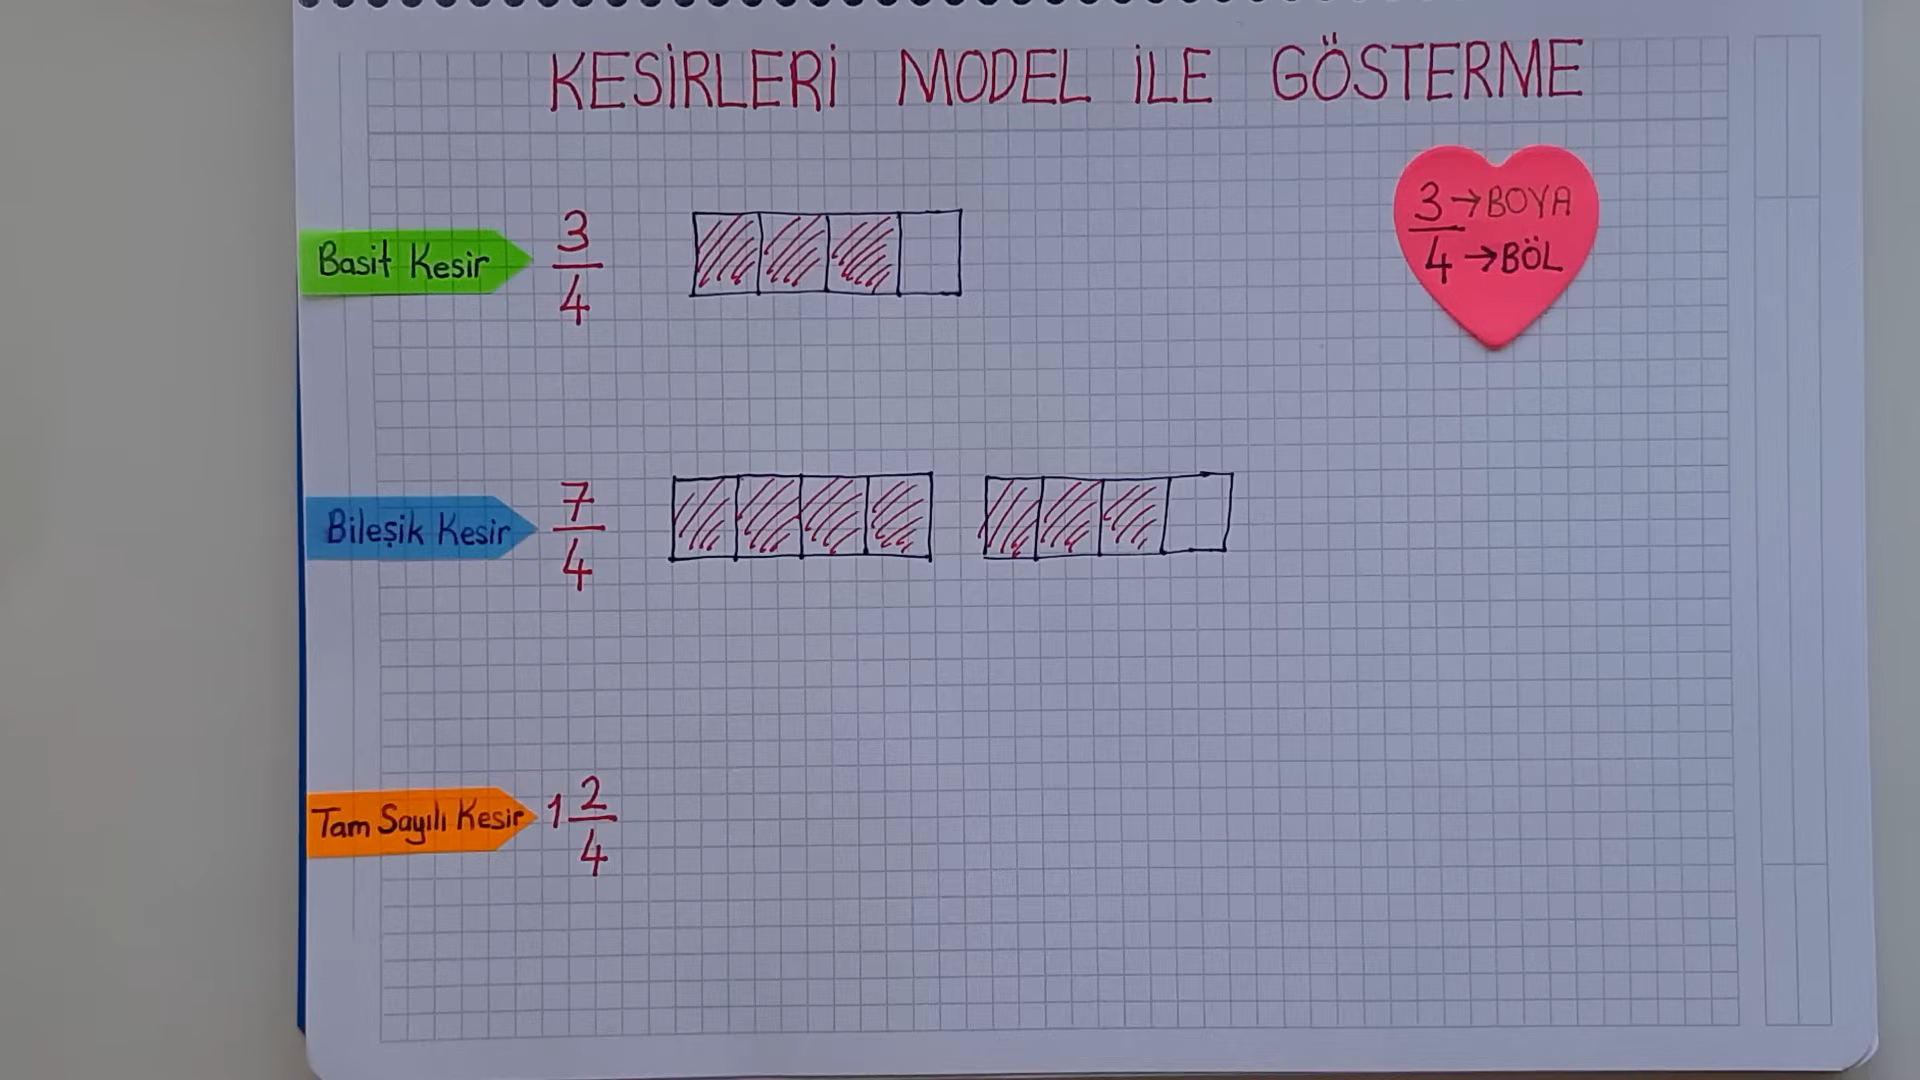 KESİRLERİ MODEL İLE GÖSTERME
3→BOYA
4→BÖL
Basit Kesir
3
4
Bileşik Kesir
7
4
Tam Sayılı Kesir
1 2
4